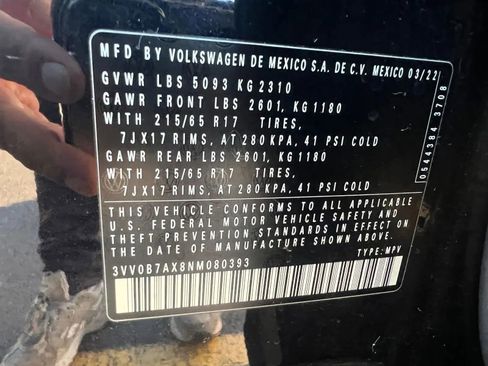 MFD BY VOLKSWAGEN DE MEXICO S.A. DE C.V. MEXICO 03/22
GVWR LBS 5093 KG 2310
GAWR FRONT LBS 2601, KG 1180
WITH 215/65 R17 TIRES,
7JX17 RIMS, AT 280 KPA, 41 PSI COLD
GAWR REAR LBS 2601, KG 1180
WITH 215/65 R17 TIRES,
7JX17 RIMS, AT 280 KPA, 41 PSI COLD
THIS VEHICLE CONFORMS TO ALL APPLICABLE
U.S. FEDERAL MOTOR VEHICLE SAFETY AND
THEFT PREVENTION STANDARDS IN EFFECT ON
THE DATE OF MANUFACTURE SHOWN ABOVE
3VV0B7AX8NM080393 TYPE: MPV
0544384 3708